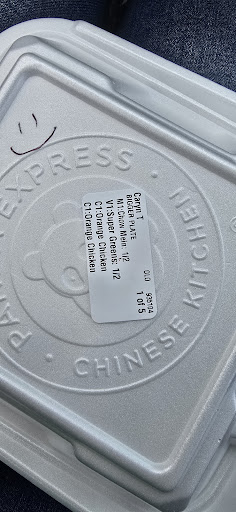 PANDA EXPRESS
CHINESE KITCHEN
Caryn T
BIGGER PLATE
M1:Chow Mein: 1/2
V1:Super Greens: 1/2
C1:Orange Chicken
C1:Orange Chicken
OLO
1 of 5